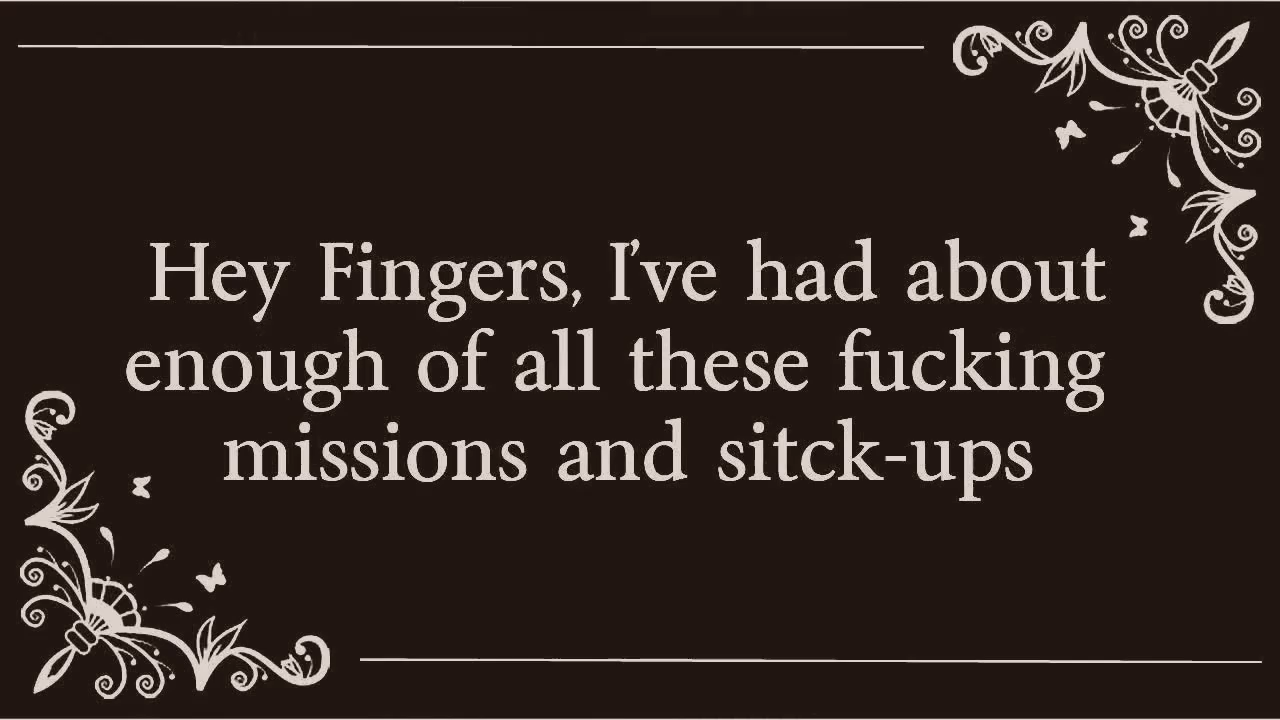 Hey Fingers, I've had about
enough of all these fucking
missions and sitck-ups